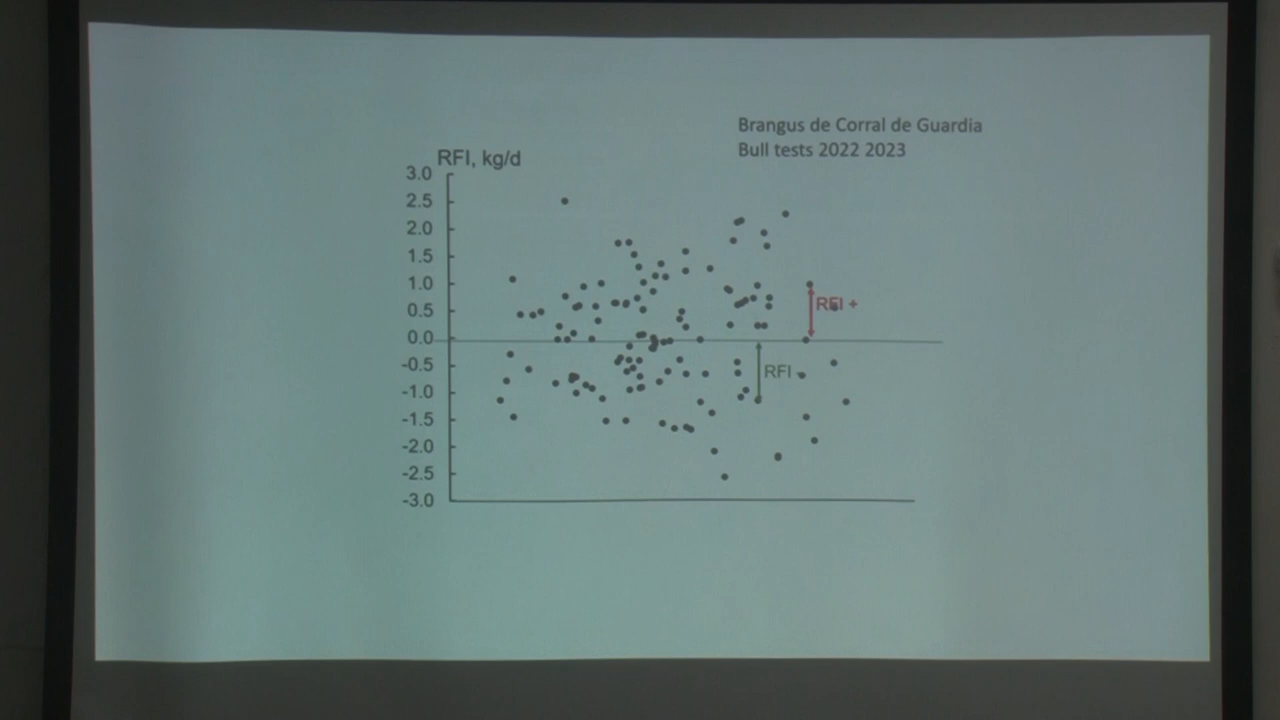 Brangus de Corral de Guardia
Bull tests 2022 2023
RFI, kg/d
3.0
2.5
2.0
1.5
1.0
0.5
0.0
-0.5
-1.0
-1.5
-2.0
-2.5
-3.0
RFI +
RFI -